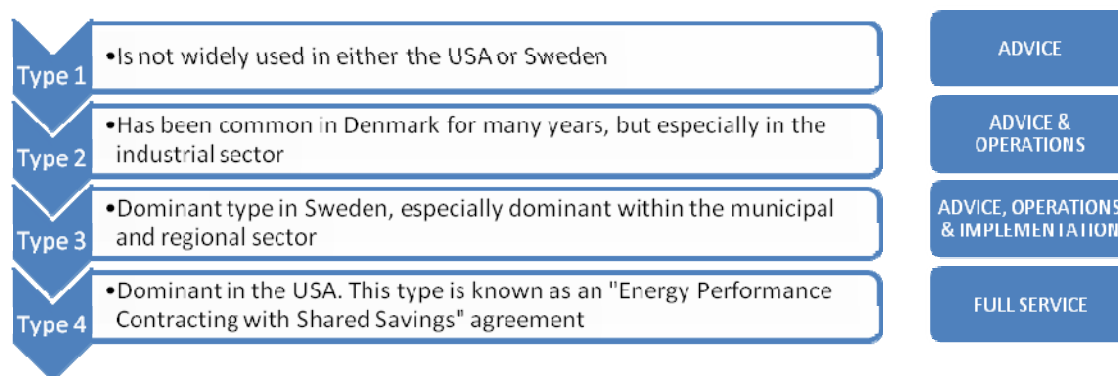 Type 1
•Is not widely used in either the USA or Sweden
ADVICE
Type 2
•Has been common in Denmark for many years, but especially in the
industrial sector
ADVICE &
OPERATIONS
Type 3
•Dominant type in Sweden, especially dominant within the municipal
and regional sector
ADVICE, OPERATIONS
& IMPLEMENTATION
Type 4
•Dominant in the USA. This type is known as an "Energy Performance
Contracting with Shared Savings" agreement
FULL SERVICE